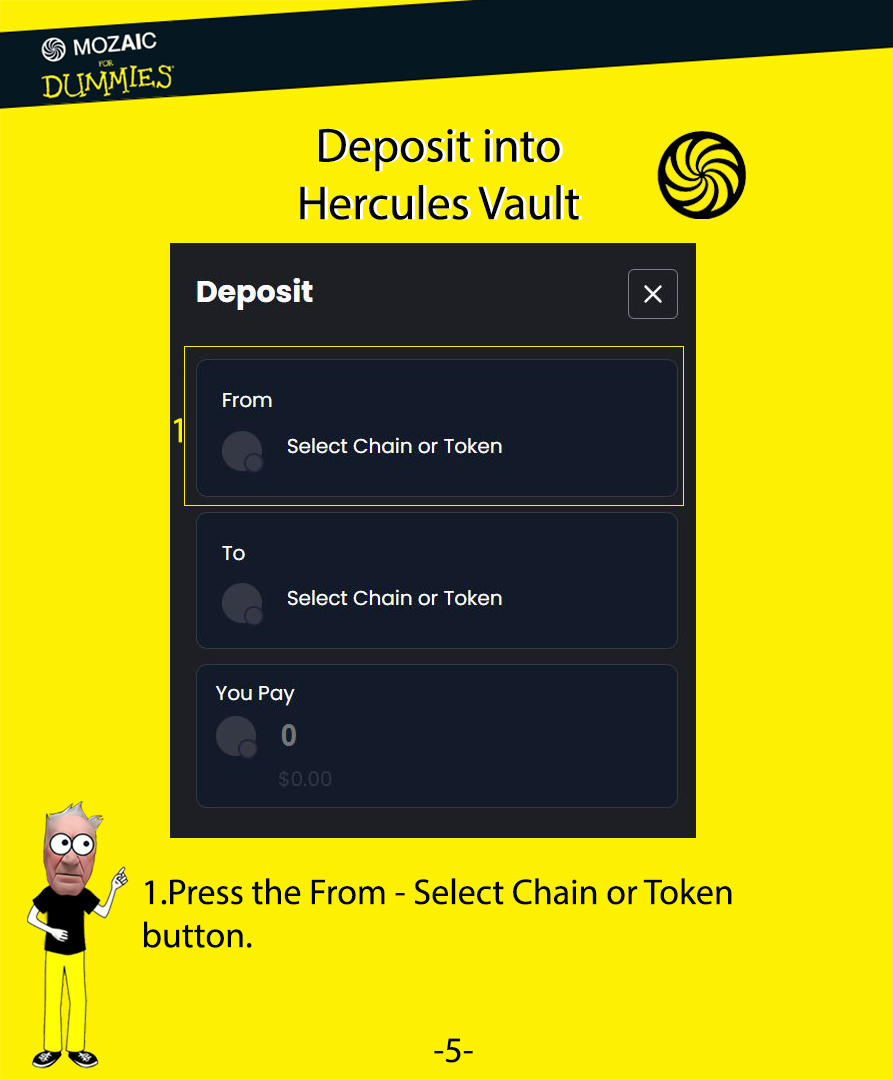 MOZAIC
FOR
DUMMIES
Deposit into
Hercules Vault
Deposit
From
1
Select Chain or Token
To
Select Chain or Token
You Pay
0
$0.00
1.Press the From - Select Chain or Token
button.
-5-